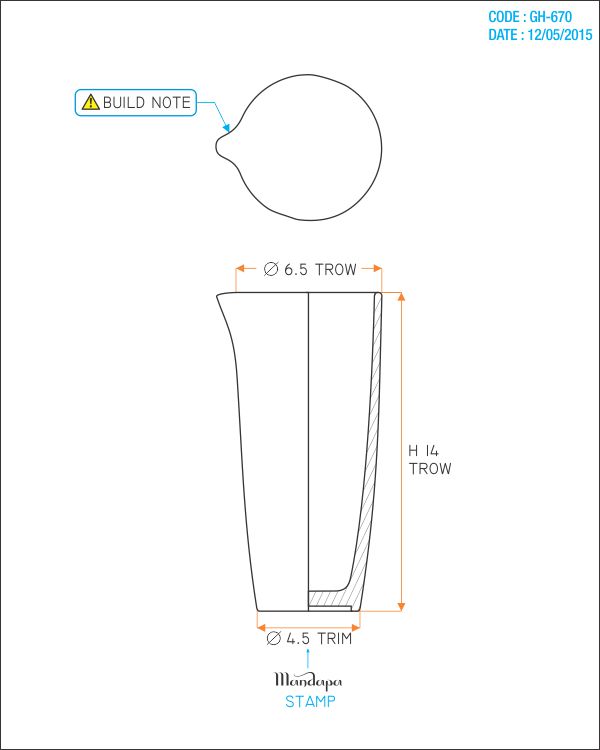 CODE : GH-670
DATE : 12/05/2015
BUILD NOTE
Ø 6.5 TROW
H 14
TROW
Ø 4.5 TRIM
Mandapa
STAMP